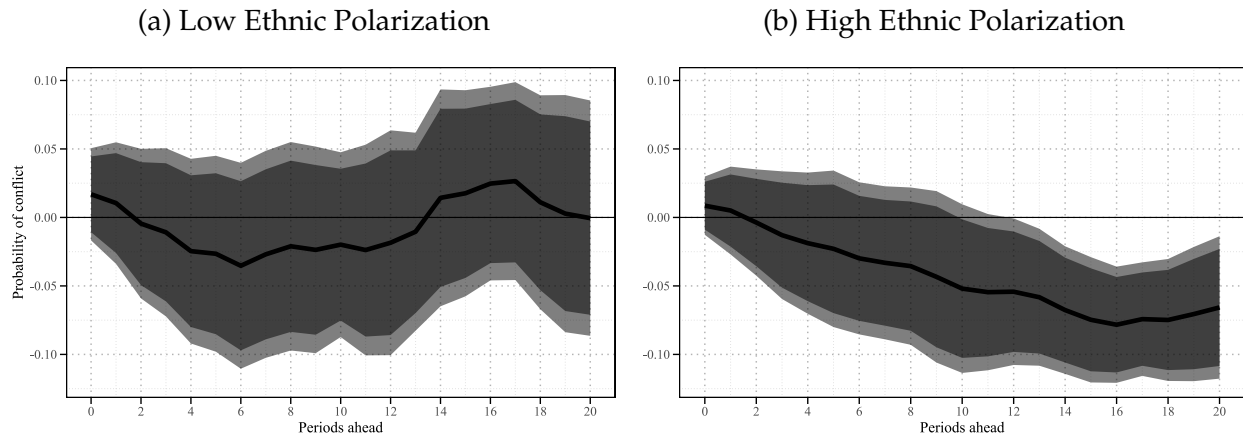 (a) Low Ethnic Polarization
(b) High Ethnic Polarization
Probability of conflict
0.10
0.05
0.00
-0.05
-0.10
0 2 4 6 8 10 12 14 16 18 20
Periods ahead
0.10
0.05
0.00
-0.05
-0.10
0 2 4 6 8 10 12 14 16 18 20
Periods ahead